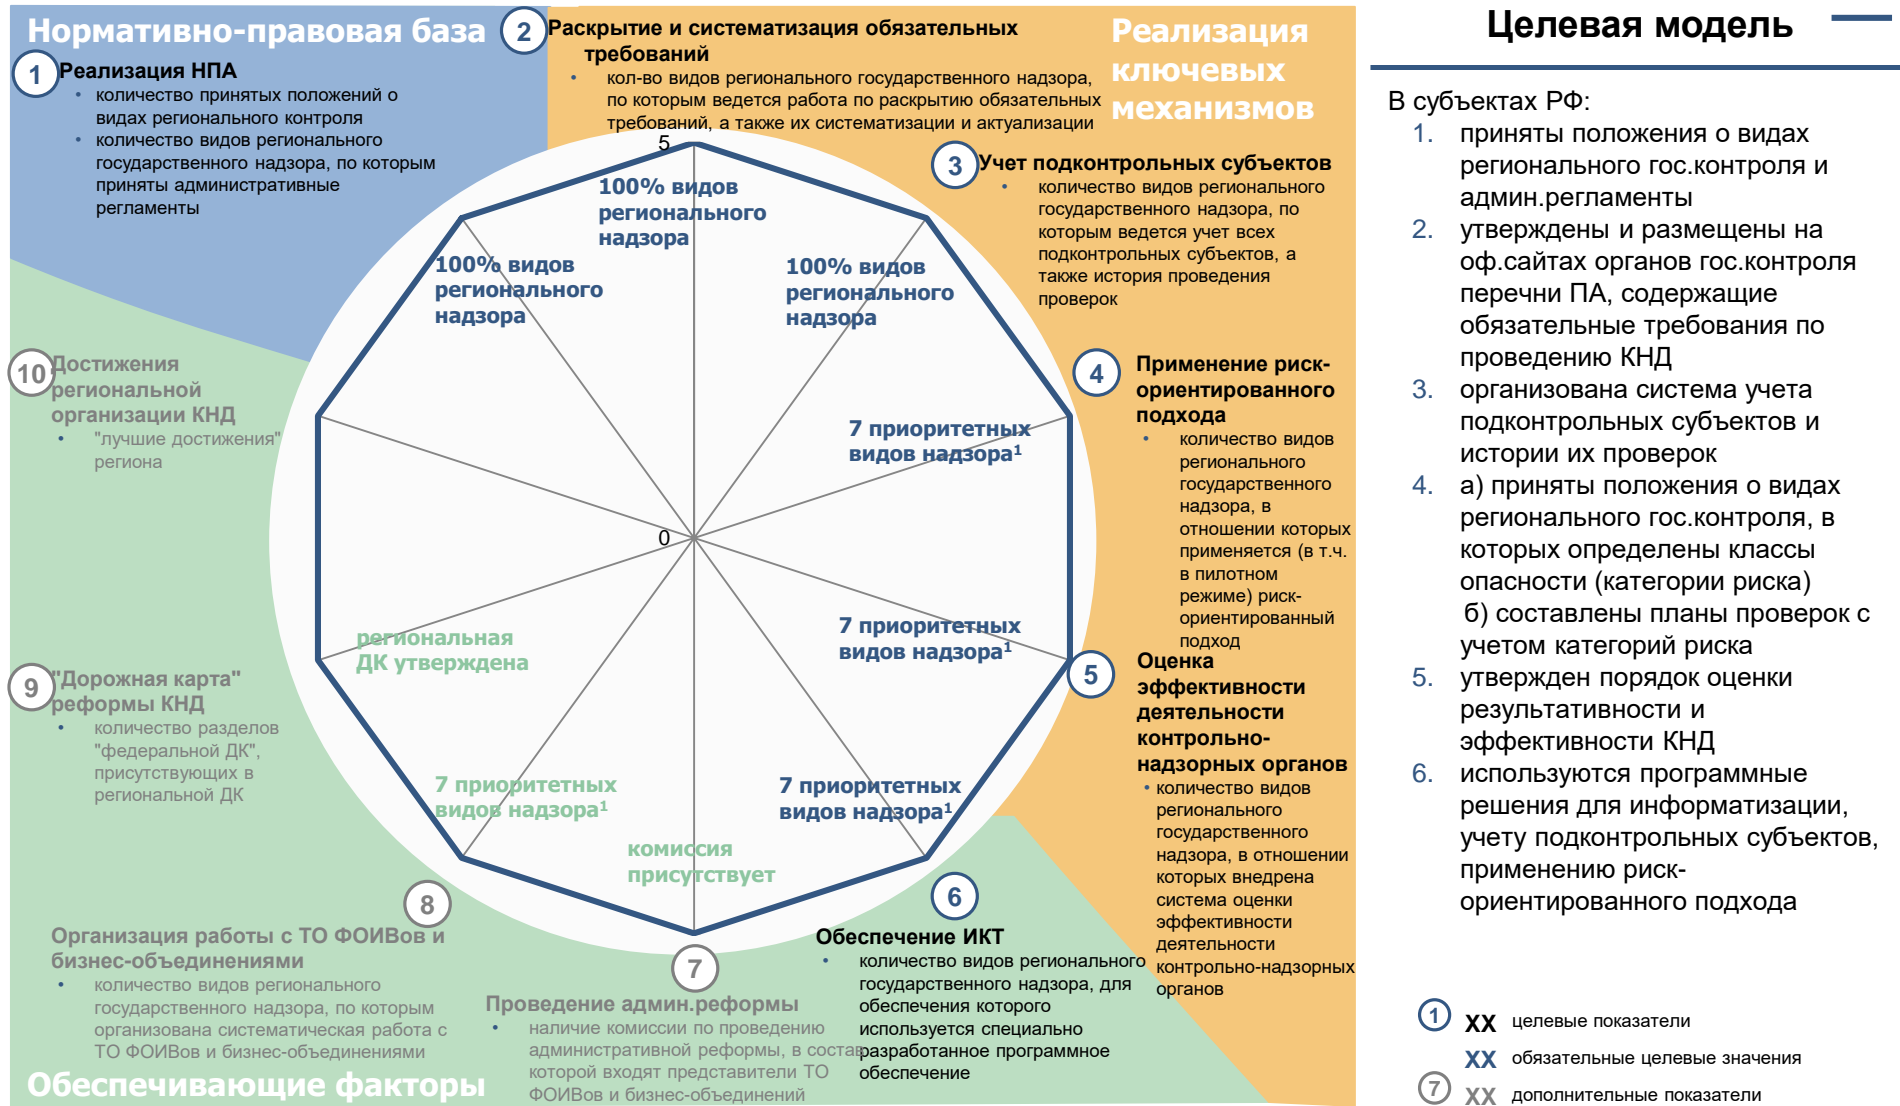 Нормативно-правовая база
1
Реализация НПА
• количество принятых положений о
видах регионального контроля
• количество видов регионального
государственного надзора, по которым
приняты административные
регламенты
2
Раскрытие и систематизация обязательных
требований
• кол-во видов регионального государственного надзора,
по которым ведется работа по раскрытию обязательных
требований, а также их систематизации и актуализации
Реализация
ключевых
механизмов
3
Учет подконтрольных субъектов
• количество видов регионального
государственного надзора, по
которым ведется учет всех
подконтрольных субъектов, а
также история проведения
проверок
4
Применение риск-
ориентированного
подхода
• количество видов
регионального
государственного
надзора, в
отношении которых
применяется (в т.ч.
в пилотном
режиме) риск-
ориентированный
подход
5
Оценка
эффективности
деятельности
контрольно-
надзорных органов
• количество видов
регионального
государственного
надзора, в отношении
которых внедрена
система оценки
эффективности
деятельности
контрольно-надзорных
органов
6
Обеспечение ИКТ
• количество видов регионального
государственного надзора, для
обеспечения которого
используется специально
разработанное программное
обеспечение
7
Проведение админ.реформы
• наличие комиссии по проведению
административной реформы, в состав
которой входят представители ТО
ФОИВов и бизнес-объединений
8
Организация работы с ТО ФОИВов и
бизнес-объединениями
• количество видов регионального
государственного надзора, по которым
организована систематическая работа с
ТО ФОИВов и бизнес-объединениями
9
"Дорожная карта"
реформы КНД
• количество разделов
"федеральной ДК",
присутствующих в
региональной ДК
10
Достижения
региональной
организации КНД
• "лучшие достижения"
региона
Обеспечивающие факторы
5
0
100% видов
регионального
надзора
100% видов
регионального
надзора
100% видов
регионального
надзора
7 приоритетных
видов надзора¹
7 приоритетных
видов надзора¹
7 приоритетных
видов надзора¹
комиссия
присутствует
7 приоритетных
видов надзора¹
региональная
ДК утверждена
Целевая модель
В субъектах РФ:
1. приняты положения о видах
регионального гос.контроля и
админ.регламенты
2. утверждены и размещены на
оф.сайтах органов гос.контроля
перечни ПА, содержащие
обязательные требования по
проведению КНД
3. организована система учета
подконтрольных субъектов и
истории их проверок
4. а) приняты положения о видах
регионального гос.контроля, в
которых определены классы
опасности (категории риска)
б) составлены планы проверок с
учетом категорий риска
5. утвержден порядок оценки
результативности и
эффективности КНД
6. используются программные
решения для информатизации,
учету подконтрольных субъектов,
применению риск-
ориентированного подхода
1 XX целевые показатели
XX обязательные целевые значения
7 XX дополнительные показатели